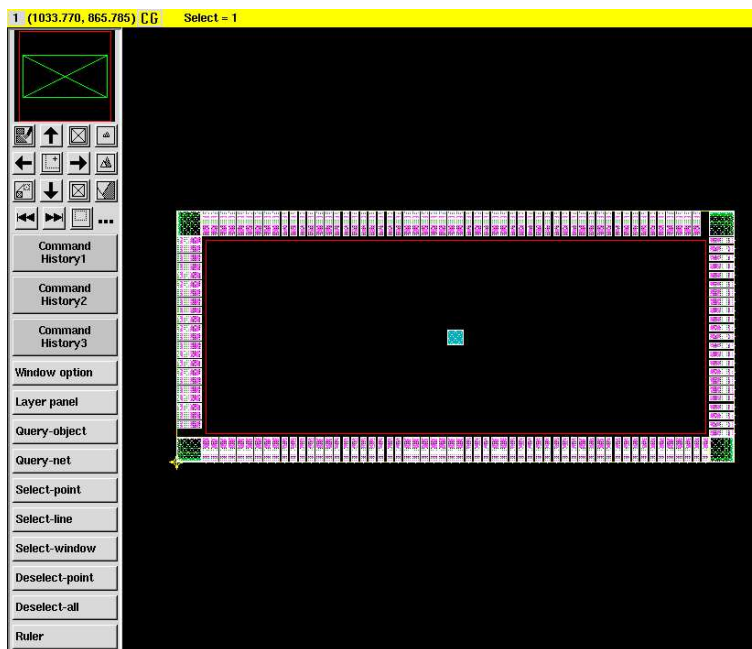 1 (1033.770, 865.785) CG Select = 1
Command
History1
Command
History2
Command
History3
Window option
Layer panel
Query-object
Query-net
Select-point
Select-line
Select-window
Deselect-point
Deselect-all
Ruler